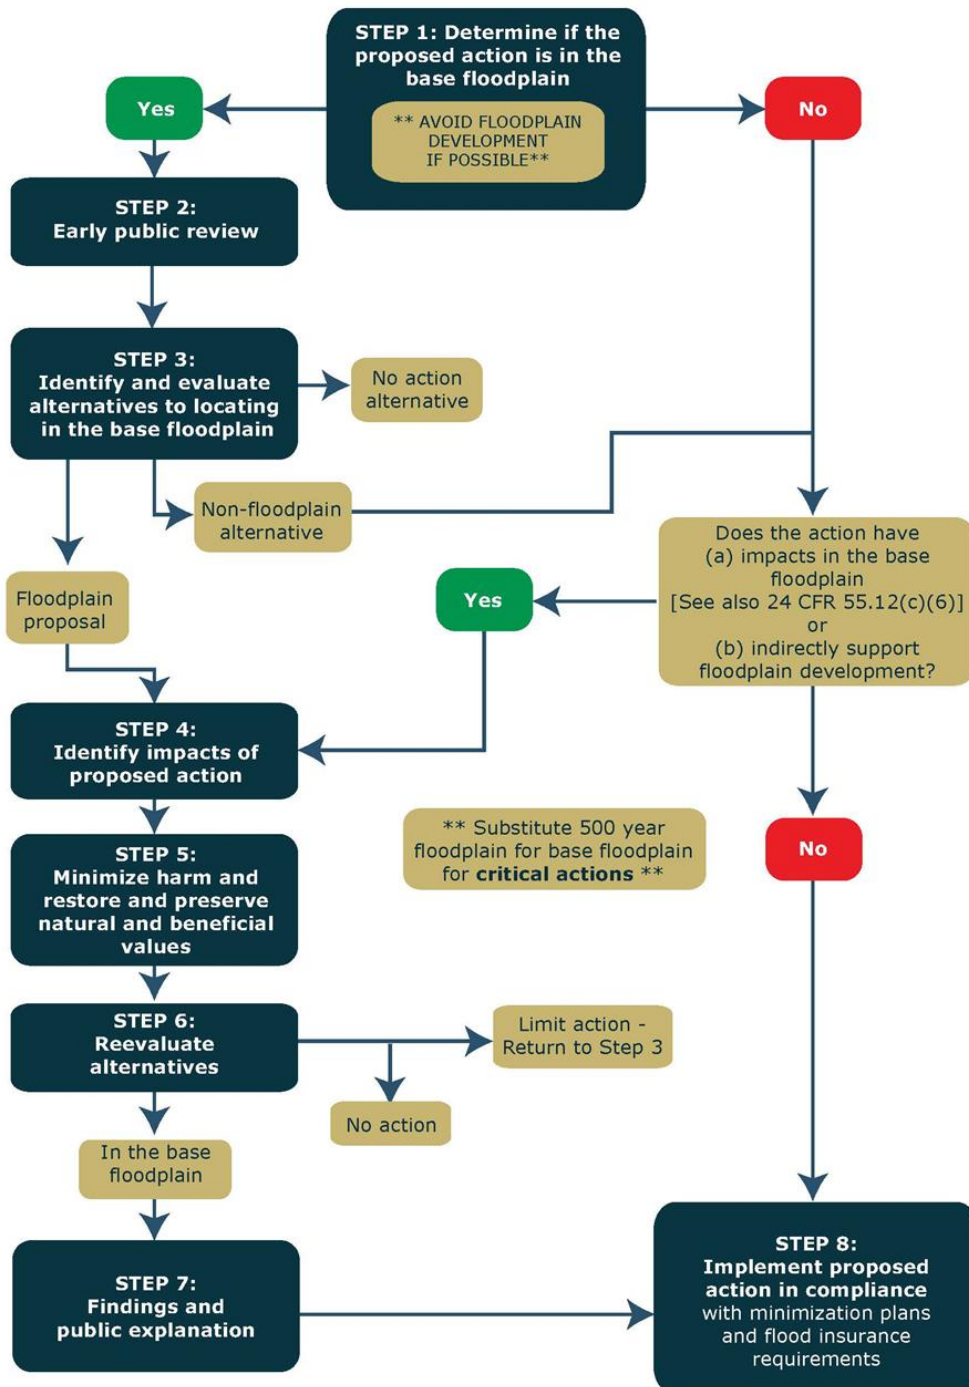 STEP 1: Determine if the
proposed action is in the
base floodplain
** AVOID FLOODPLAIN
DEVELOPMENT
IF POSSIBLE**
Yes
No
STEP 2:
Early public review
STEP 3:
Identify and evaluate
alternatives to locating
in the base floodplain
No action
alternative
Non-floodplain
alternative
Floodplain
proposal
Does the action have
(a) impacts in the base
floodplain
[See also 24 CFR 55.12(c)(6)]
or
(b) indirectly support
floodplain development?
Yes
STEP 4:
Identify impacts of
proposed action
** Substitute 500 year
floodplain for base floodplain
for critical actions **
No
STEP 5:
Minimize harm and
restore and preserve
natural and beneficial
values
STEP 6:
Reevaluate
alternatives
Limit action -
Return to Step 3
No action
In the base
floodplain
STEP 7:
Findings and
public explanation
STEP 8:
Implement proposed
action in compliance
with minimization plans
and flood insurance
requirements